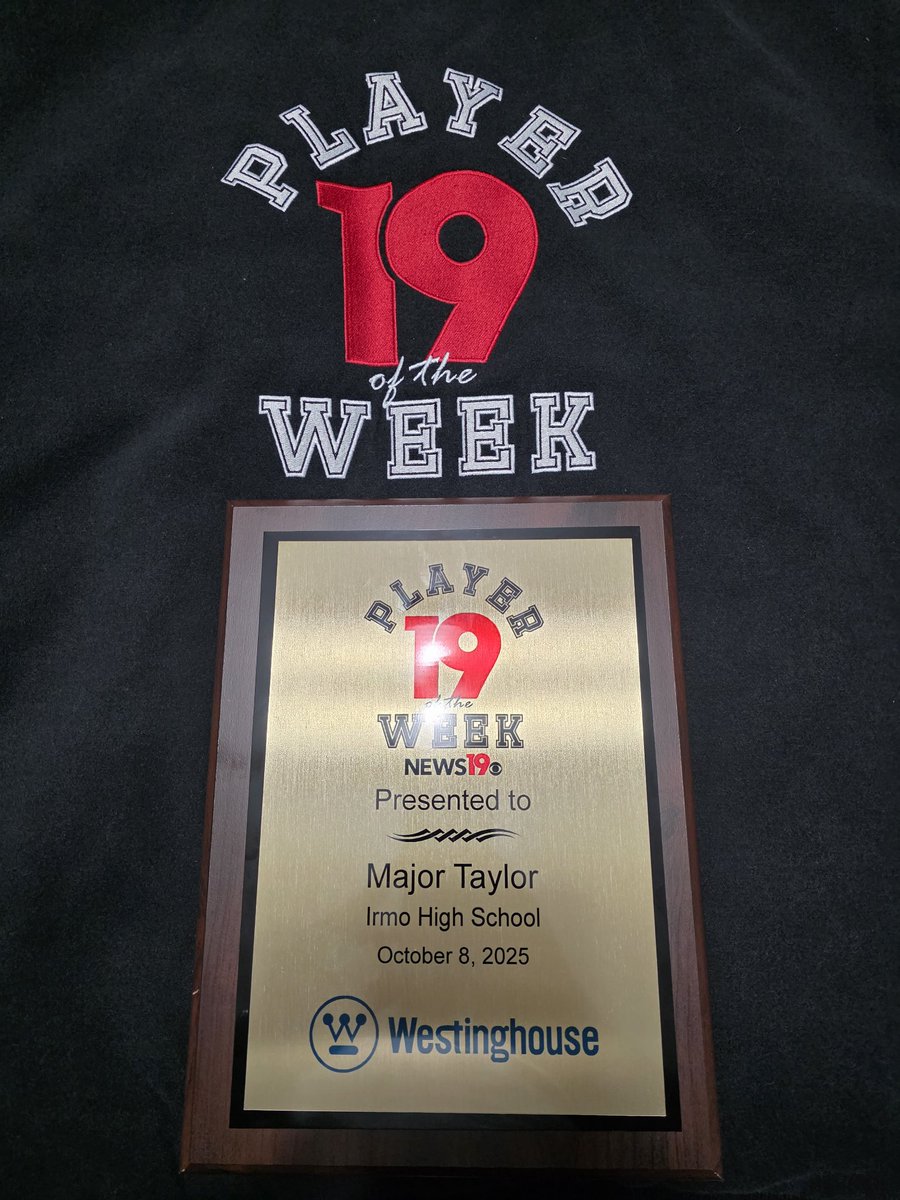 PLAYER
19
of the
WEEK
PLAYER
19
of the
WEEK
NEWS19
Presented to
Major Taylor
Irmo High School
October 8, 2025
W Westinghouse